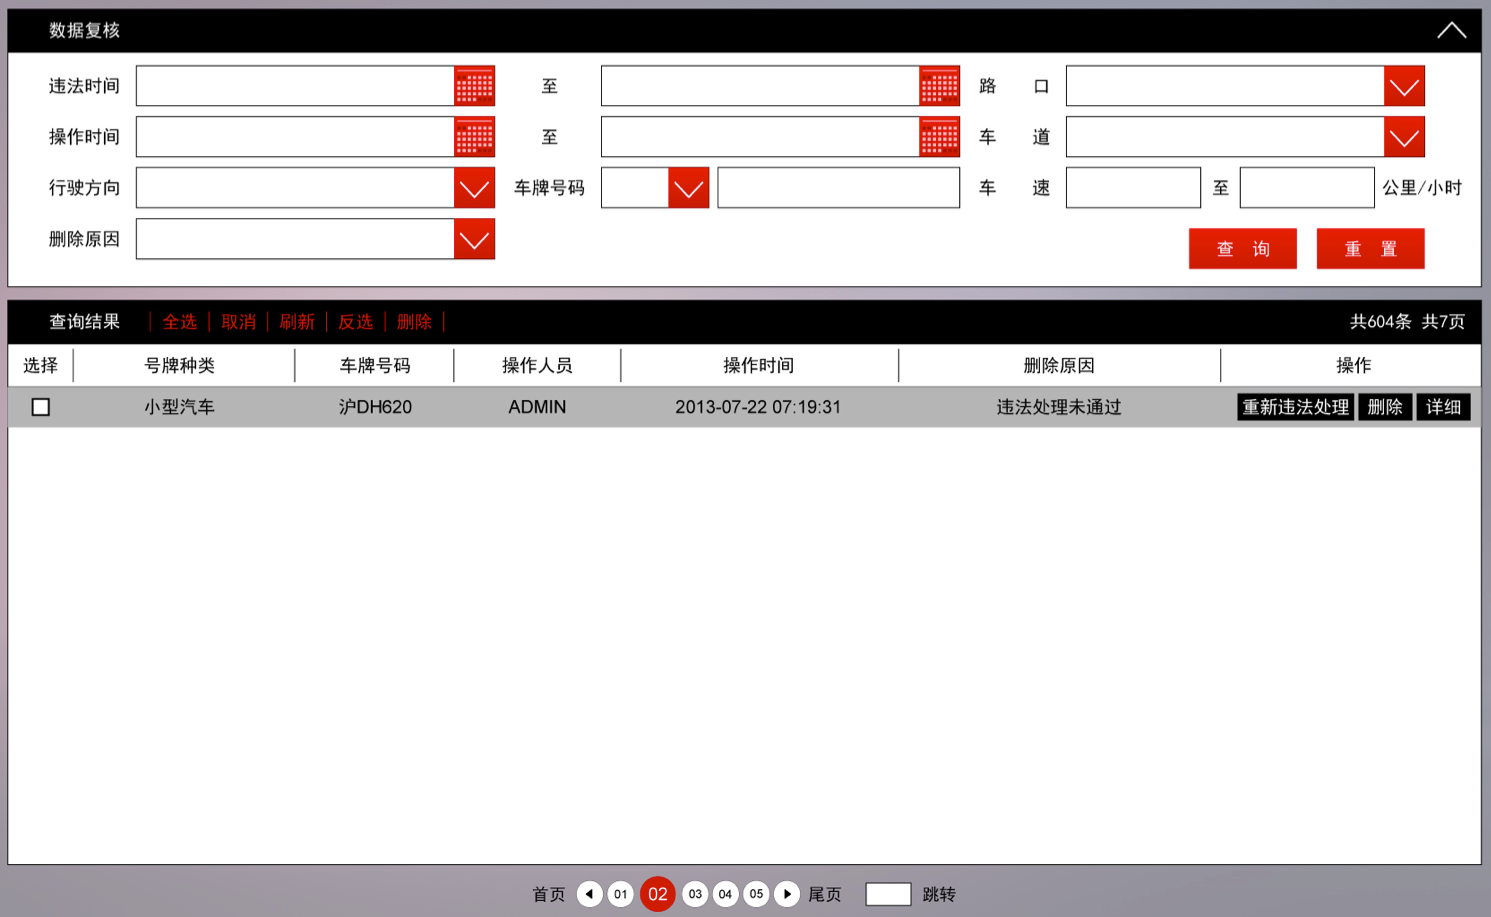 数据复核
违法时间 至 路 口
操作时间 至 车 道
行驶方向 车牌号码 车 速 至 公里/小时
删除原因
查 询 重 置
查询结果 | 全选 | 取消 | 刷新 | 反选 | 删除 | 共604条 共7页
选择 号牌种类 车牌号码 操作人员 操作时间 删除原因 操作
小型汽车 沪DH620 ADMIN 2013-07-22 07:19:31 违法处理未通过 重新违法处理 删除 详细
首页 01 02 03 04 05 尾页 跳转